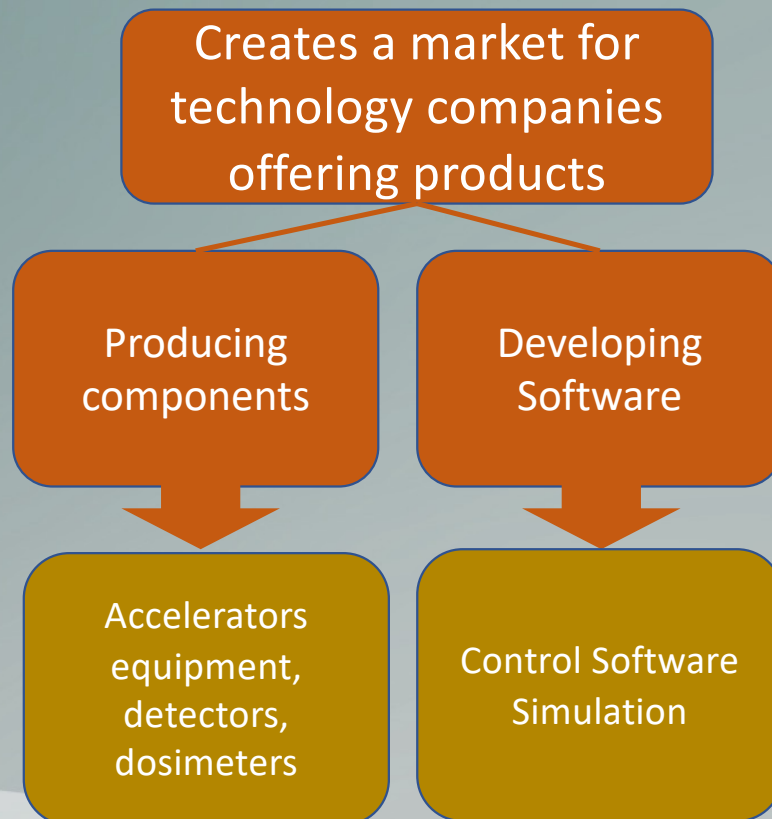 Creates a market for
technology companies
offering products
Producing
components
Developing
Software
Accelerators
equipment,
detectors,
dosimeters
Control Software
Simulation